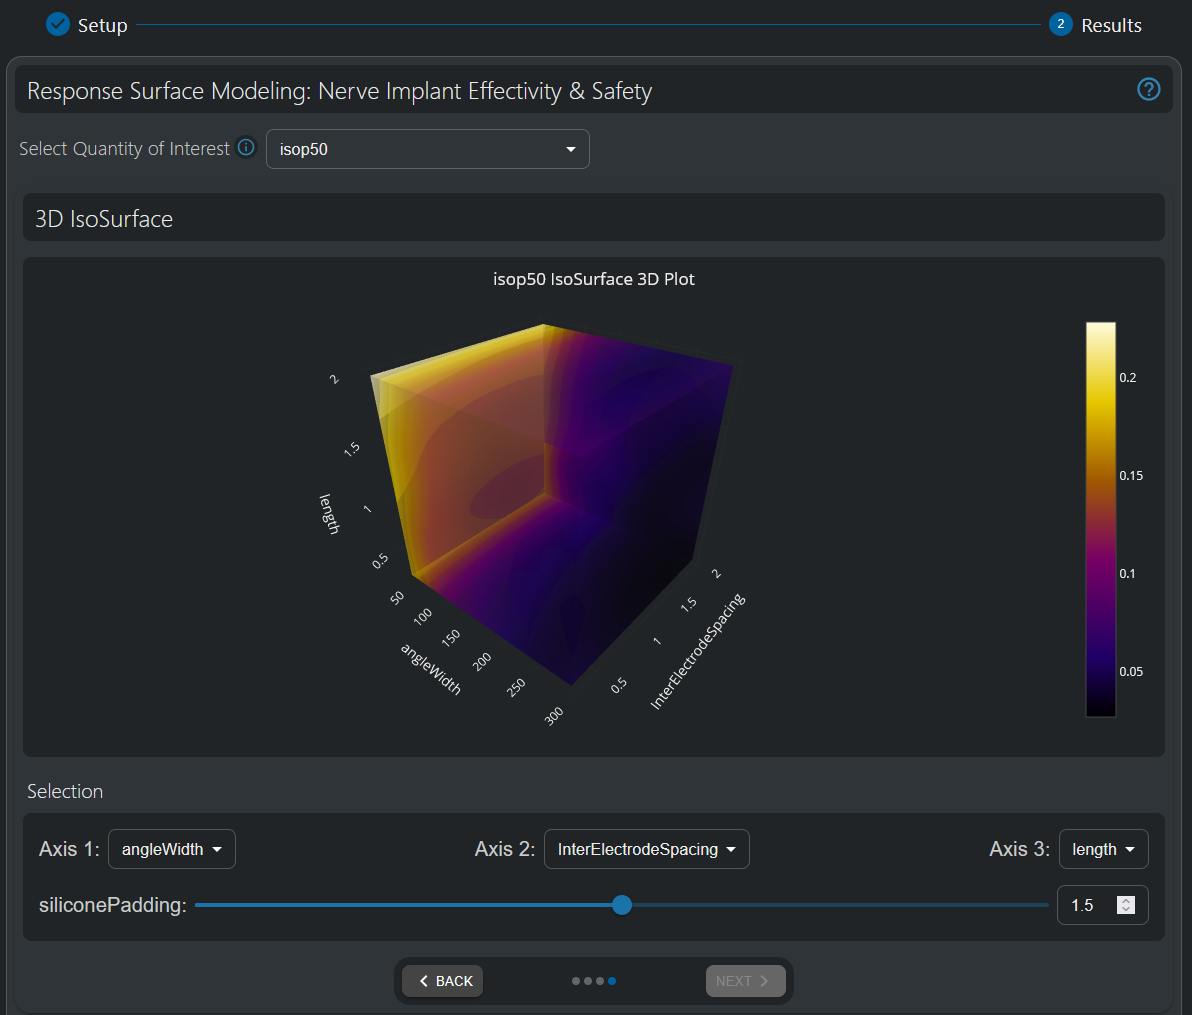 Setup
2
Results
Response Surface Modeling: Nerve Implant Effectivity & Safety
?
Select Quantity of Interest
i
isop50
3D IsoSurface
isop50 IsoSurface 3D Plot
2
1.5
1
0.5
length
50
100
150
200
250
300
angleWidth
0.5
1
1.5
2
InterElectrodeSpacing
0.2
0.15
0.1
0.05
Selection
Axis 1: angleWidth
Axis 2: InterElectrodeSpacing
Axis 3: length
siliconePadding:
1.5
BACK
NEXT